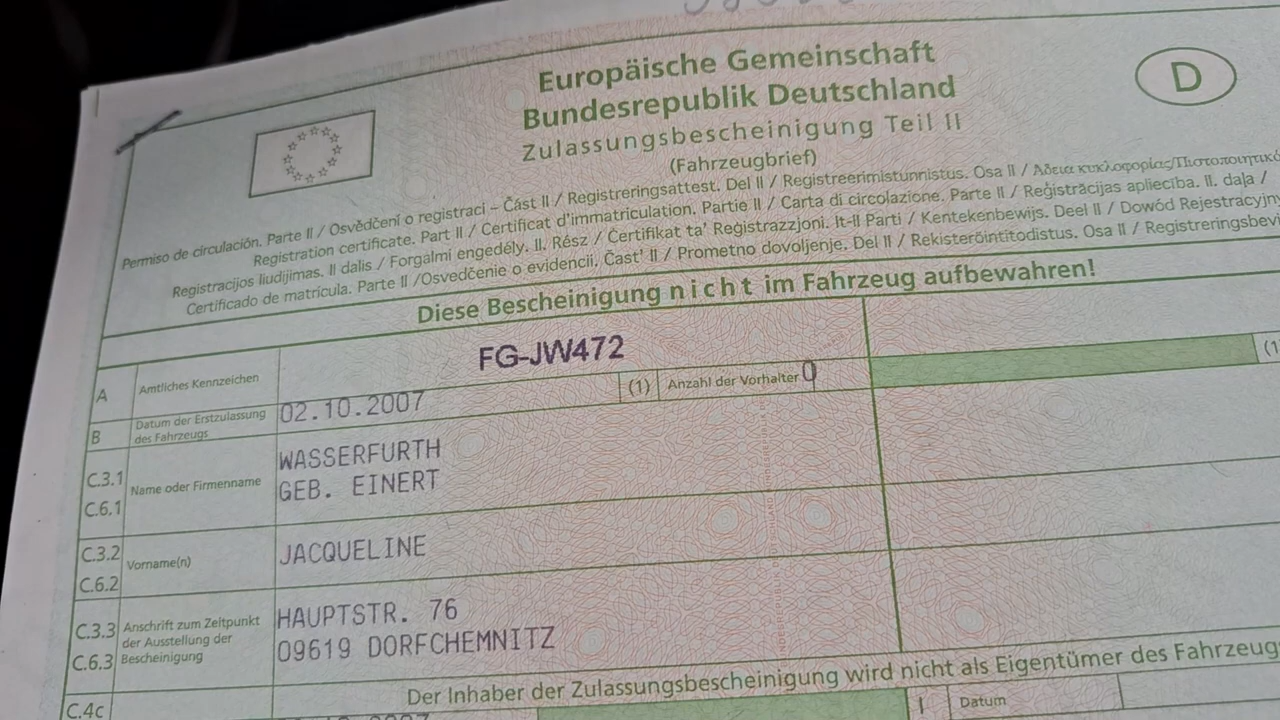 Europäische Gemeinschaft
D
Bundesrepublik Deutschland
Zulassungsbescheinigung Teil II
(Fahrzeugbrief)
Permiso de circulación. Parte II / Osvědčení o registraci – Část II / Registreringsattest. Del II / Registreerimistunnistus. Osa II / Άδεια κυκλοφορίας/Πιστοποιητικό
Registration certificate. Part II / Certificat d'immatriculation. Partie II / Carta di circolazione. Parte II / Reģistrācijas apliecība. II. daļa /
Registracijos liudijimas. II dalis / Forgalmi engedély. II. Rész / Ċertifikat ta' Reġistrazzjoni. It-II Parti / Kentekenbewijs. Deel II / Dowód Rejestracyjny
Certificado de matrícula. Parte II /Osvedčenie o evidencii. Časť II / Prometno dovoljenje. Del II / Rekisteröintitodistus. Osa II / Registreringsbev
Diese Bescheinigung nicht im Fahrzeug aufbewahren!
A Amtliches Kennzeichen FG-JW472
B Datum der Erstzulassung des Fahrzeugs 02.10.2007 (1) Anzahl der Vorhalter 0
C.3.1 WASSERFURTH
C.6.1 Name oder Firmenname GEB. EINERT
C.3.2 Vorname(n) JACQUELINE
C.6.2
C.3.3 Anschrift zum Zeitpunkt HAUPTSTR. 76
der Ausstellung der
C.6.3 Bescheinigung 09619 DORFCHEMNITZ
Der Inhaber der Zulassungsbescheinigung wird nicht als Eigentümer des Fahrzeug
C.4c Datum